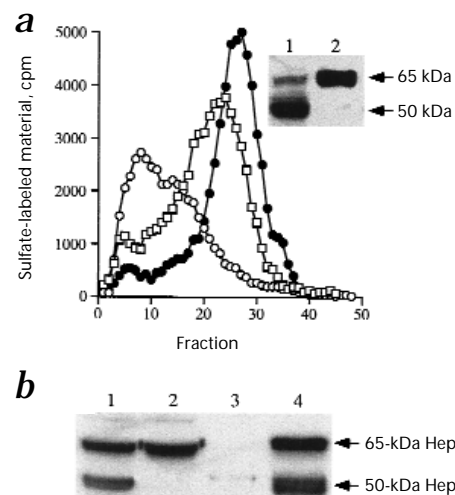 a
5000
4000
3000
2000
1000
0
Sulfate-labeled material, cpm
0 10 20 30 40 50
Fraction
1 2
65 kDa
50 kDa
b
1 2 3 4
65-kDa Hep
50-kDa Hep